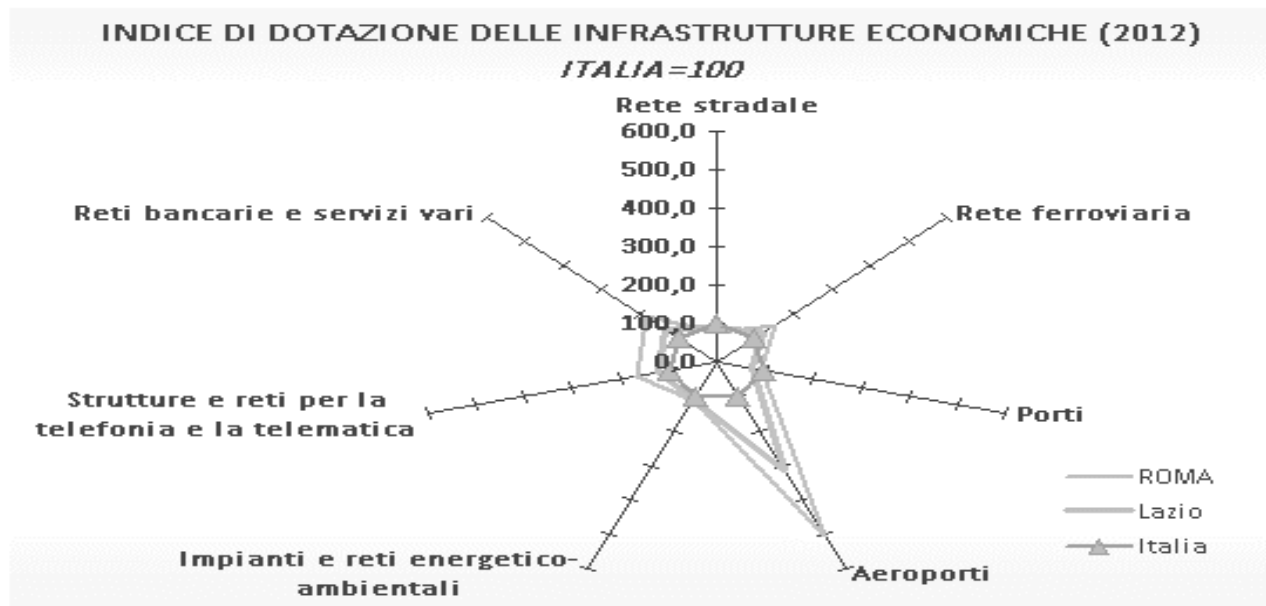 INDICE DI DOTAZIONE DELLE INFRASTRUTTURE ECONOMICHE (2012)
ITALIA=100
Rete stradale
600,0
500,0
400,0
300,0
200,0
100,0
0,0
Reti bancarie e servizi vari
Rete ferroviaria
Strutture e reti per la
telefonia e la telematica
Porti
Impianti e reti energetico-
ambientali
Aeroporti
ROMA
Lazio
Italia